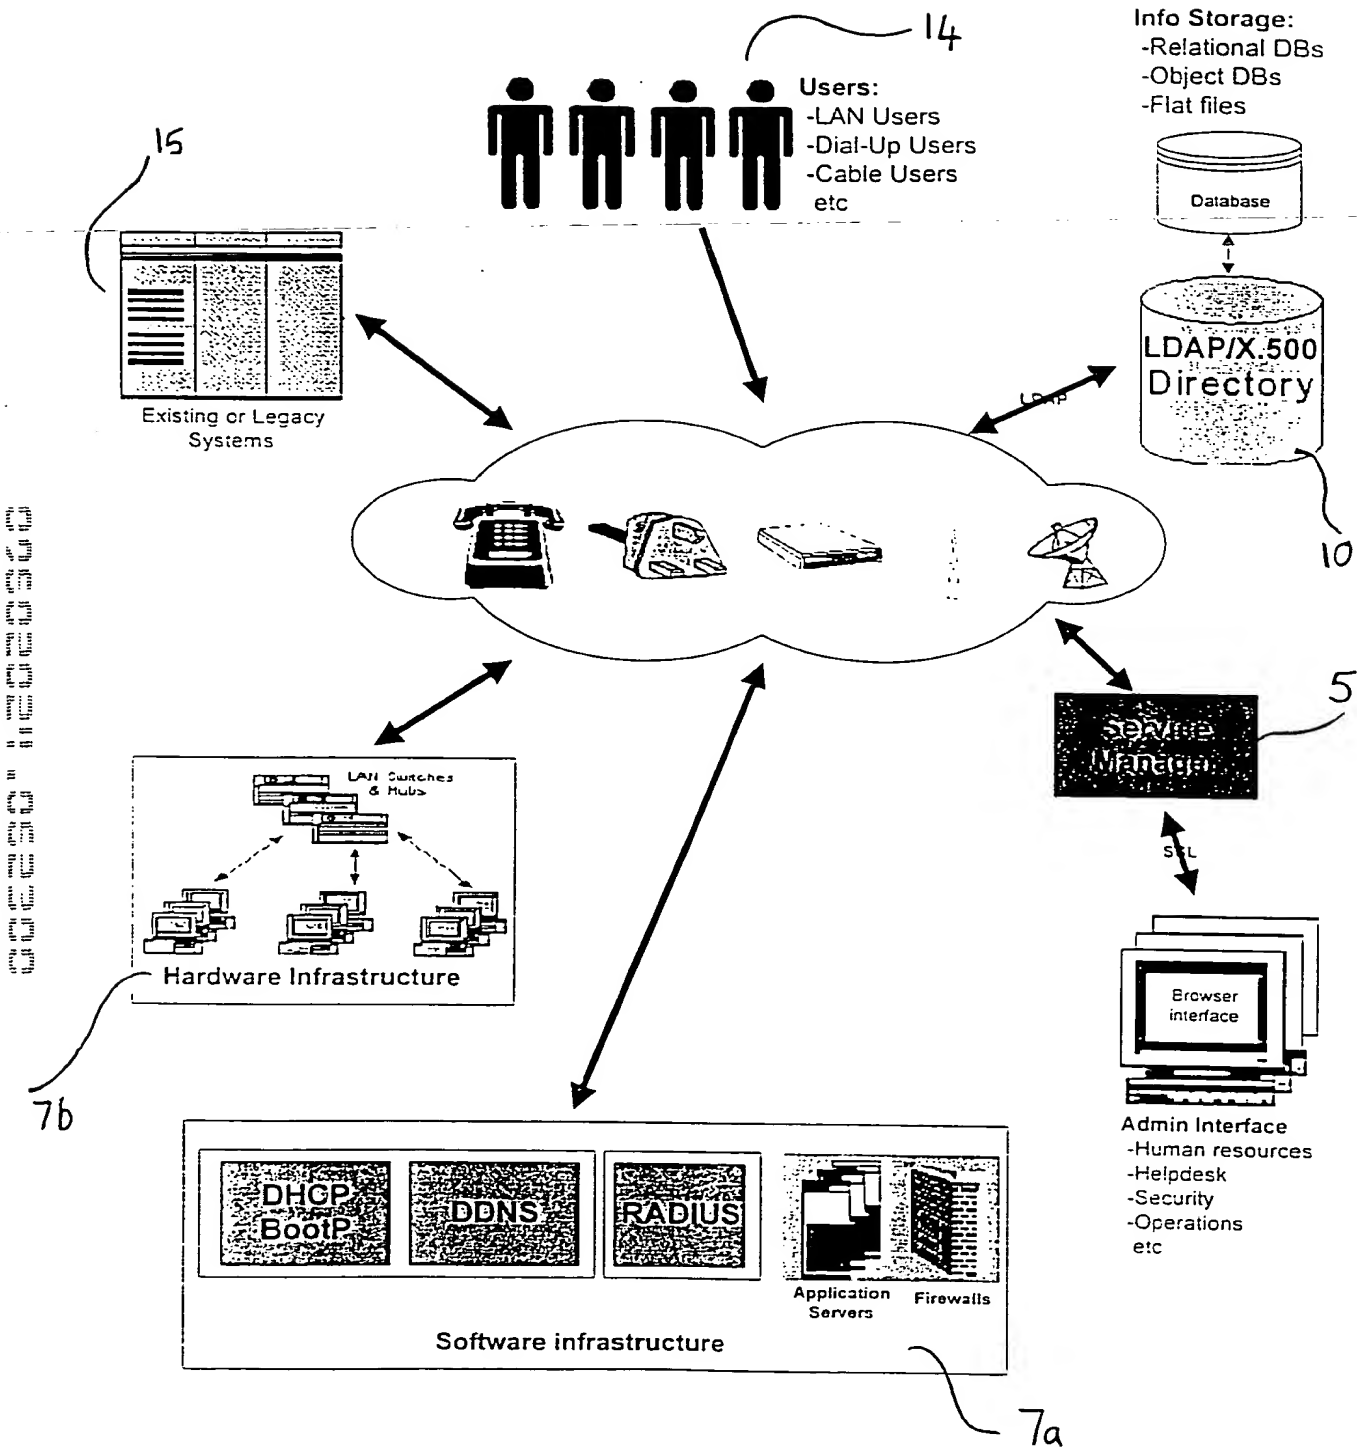 14
Info Storage:
-Relational DBs
-Object DBs
-Flat files
Users:
-LAN Users
-Dial-Up Users
-Cable Users
etc
15
Database
LDAP/X.500
Directory
LDAP
Existing or Legacy
Systems
10
5
Service
Manager
LAN Switches
& Hubs
SSL
Hardware Infrastructure
Browser
interface
7b
Admin Interface
-Human resources
-Helpdesk
-Security
-Operations
etc
DHCP
BootP
DDNS
RADIUS
Application
Servers
Firewalls
Software infrastructure
7a